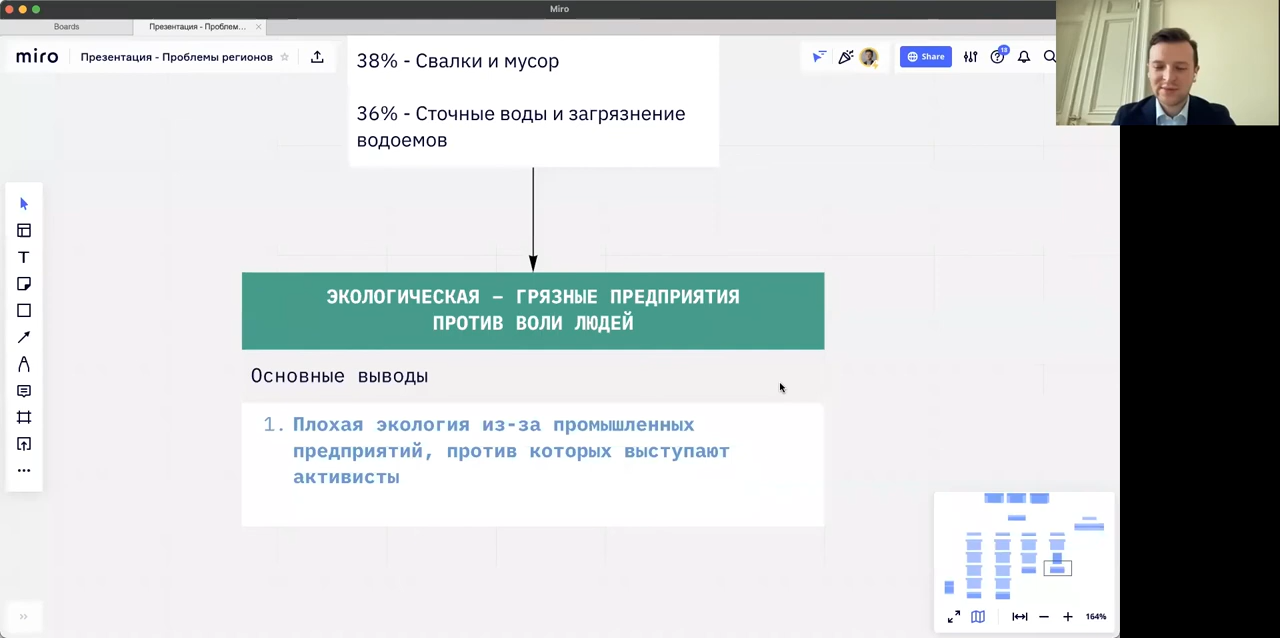 Miro
Boards
Презентация - Проблем...
miro
Презентация - Проблемы регионов
Share
13
38% - Свалки и мусор
36% - Сточные воды и загрязнение
водоемов
ЭКОЛОГИЧЕСКАЯ – ГРЯЗНЫЕ ПРЕДПРИЯТИЯ
ПРОТИВ ВОЛИ ЛЮДЕЙ
Основные выводы
1. Плохая экология из-за промышленных
предприятий, против которых выступают
активисты
164%